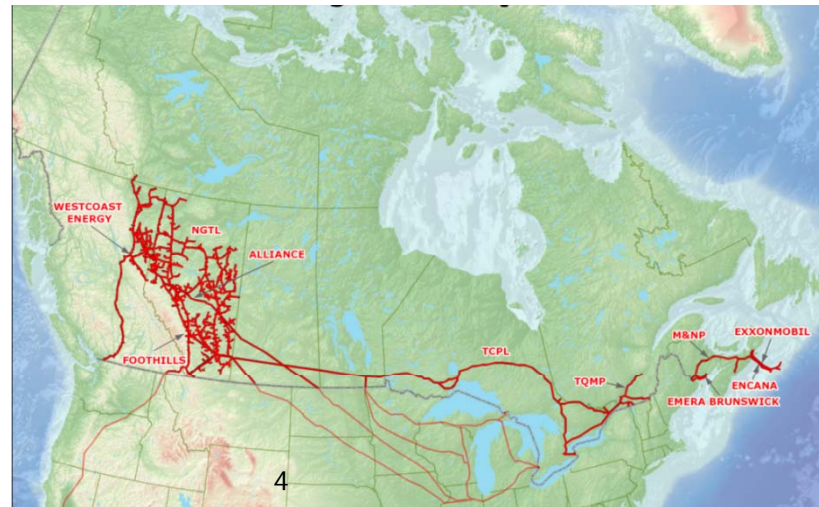 WESTCOAST
ENERGY
NGTL
ALLIANCE
FOOTHILLS
TCPL
TQMP
M&NP
EXXONMOBIL
ENCANA
EMERA BRUNSWICK
4